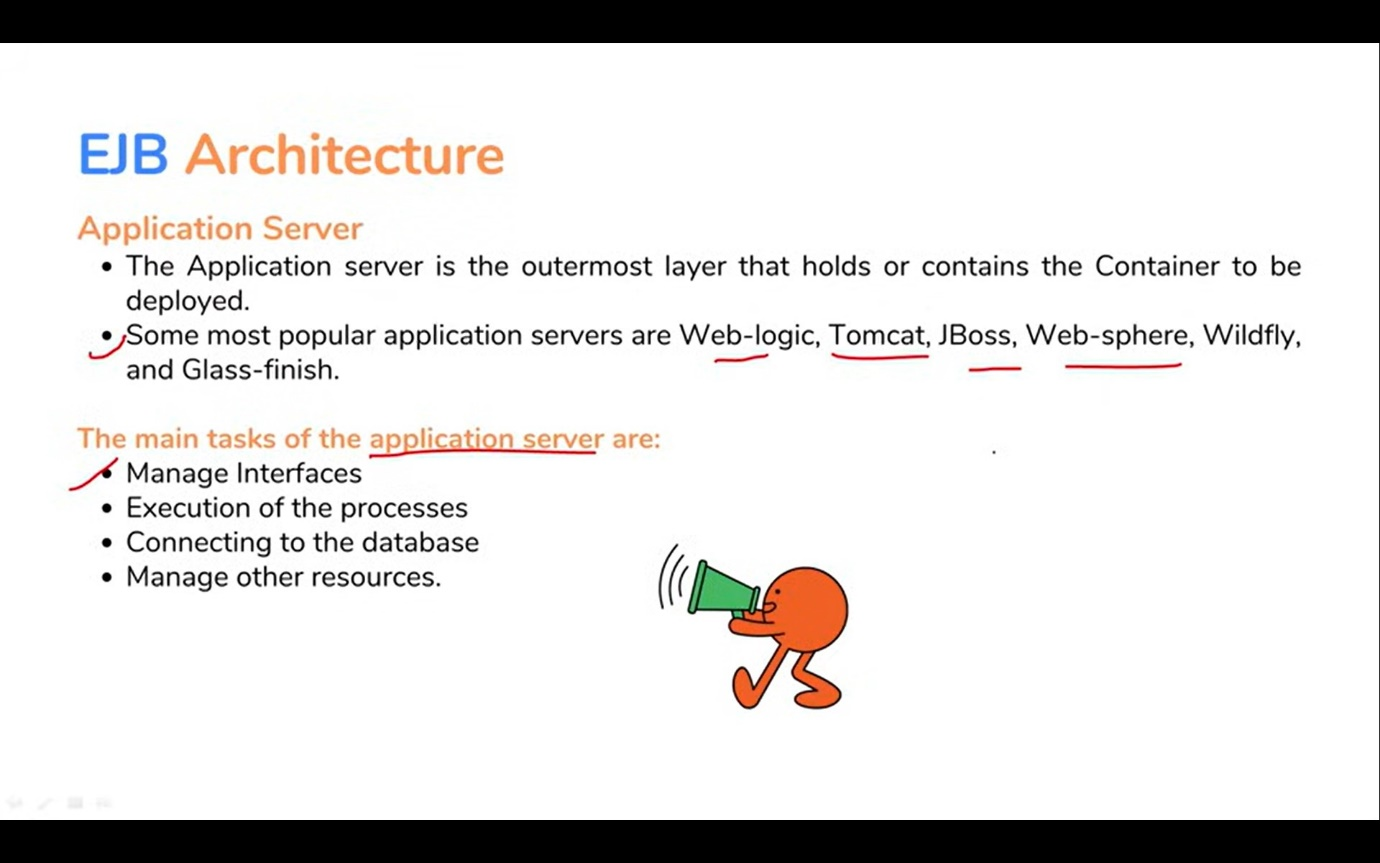 EJB Architecture
Application Server
• The Application server is the outermost layer that holds or contains the Container to be
deployed.
• Some most popular application servers are Web-logic, Tomcat, JBoss, Web-sphere, Wildfly,
and Glass-finish.
The main tasks of the application server are:
• Manage Interfaces
• Execution of the processes
• Connecting to the database
• Manage other resources.